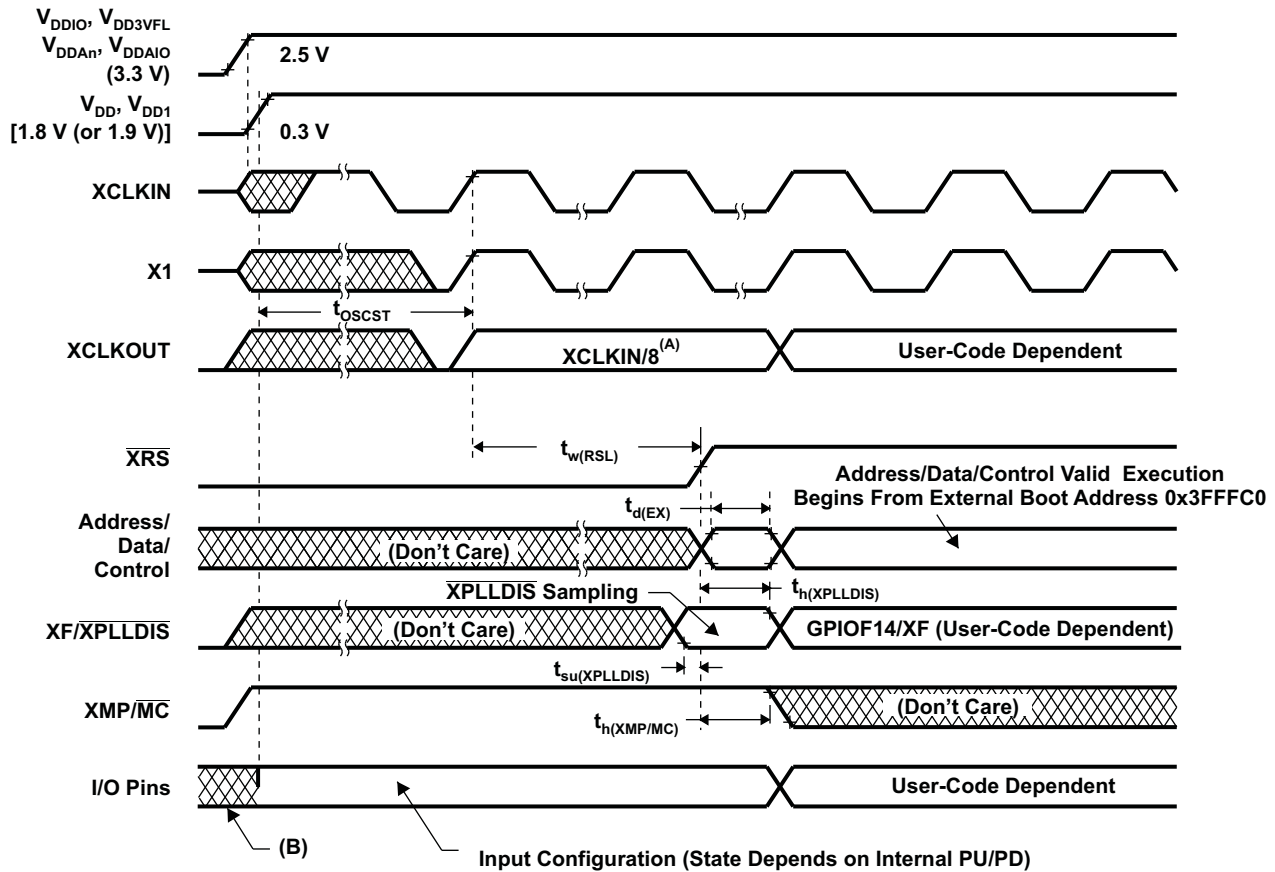 V_DDIO, V_DD3VFL
V_DDAn, V_DDAIO
(3.3 V)
2.5 V
V_DD, V_DD1
[1.8 V (or 1.9 V)]
0.3 V
XCLKIN
X1
t_OSCST
XCLKOUT
XCLKIN/8^(A)
User-Code Dependent
X̅R̅S̅
t_w(RSL)
Address/Data/Control Valid Execution
Begins From External Boot Address 0x3FFFC0
t_d(EX)
Address/
Data/
Control
(Don't Care)
X̅P̅L̅L̅D̅I̅S̅ Sampling
t_h(XPLLDIS)
XF/X̅P̅L̅L̅D̅I̅S̅
(Don't Care)
GPIOF14/XF (User-Code Dependent)
t_su(XPLLDIS)
XMP/M̅C̅
(Don't Care)
t_h(XMP/MC)
I/O Pins
User-Code Dependent
(B)
Input Configuration (State Depends on Internal PU/PD)